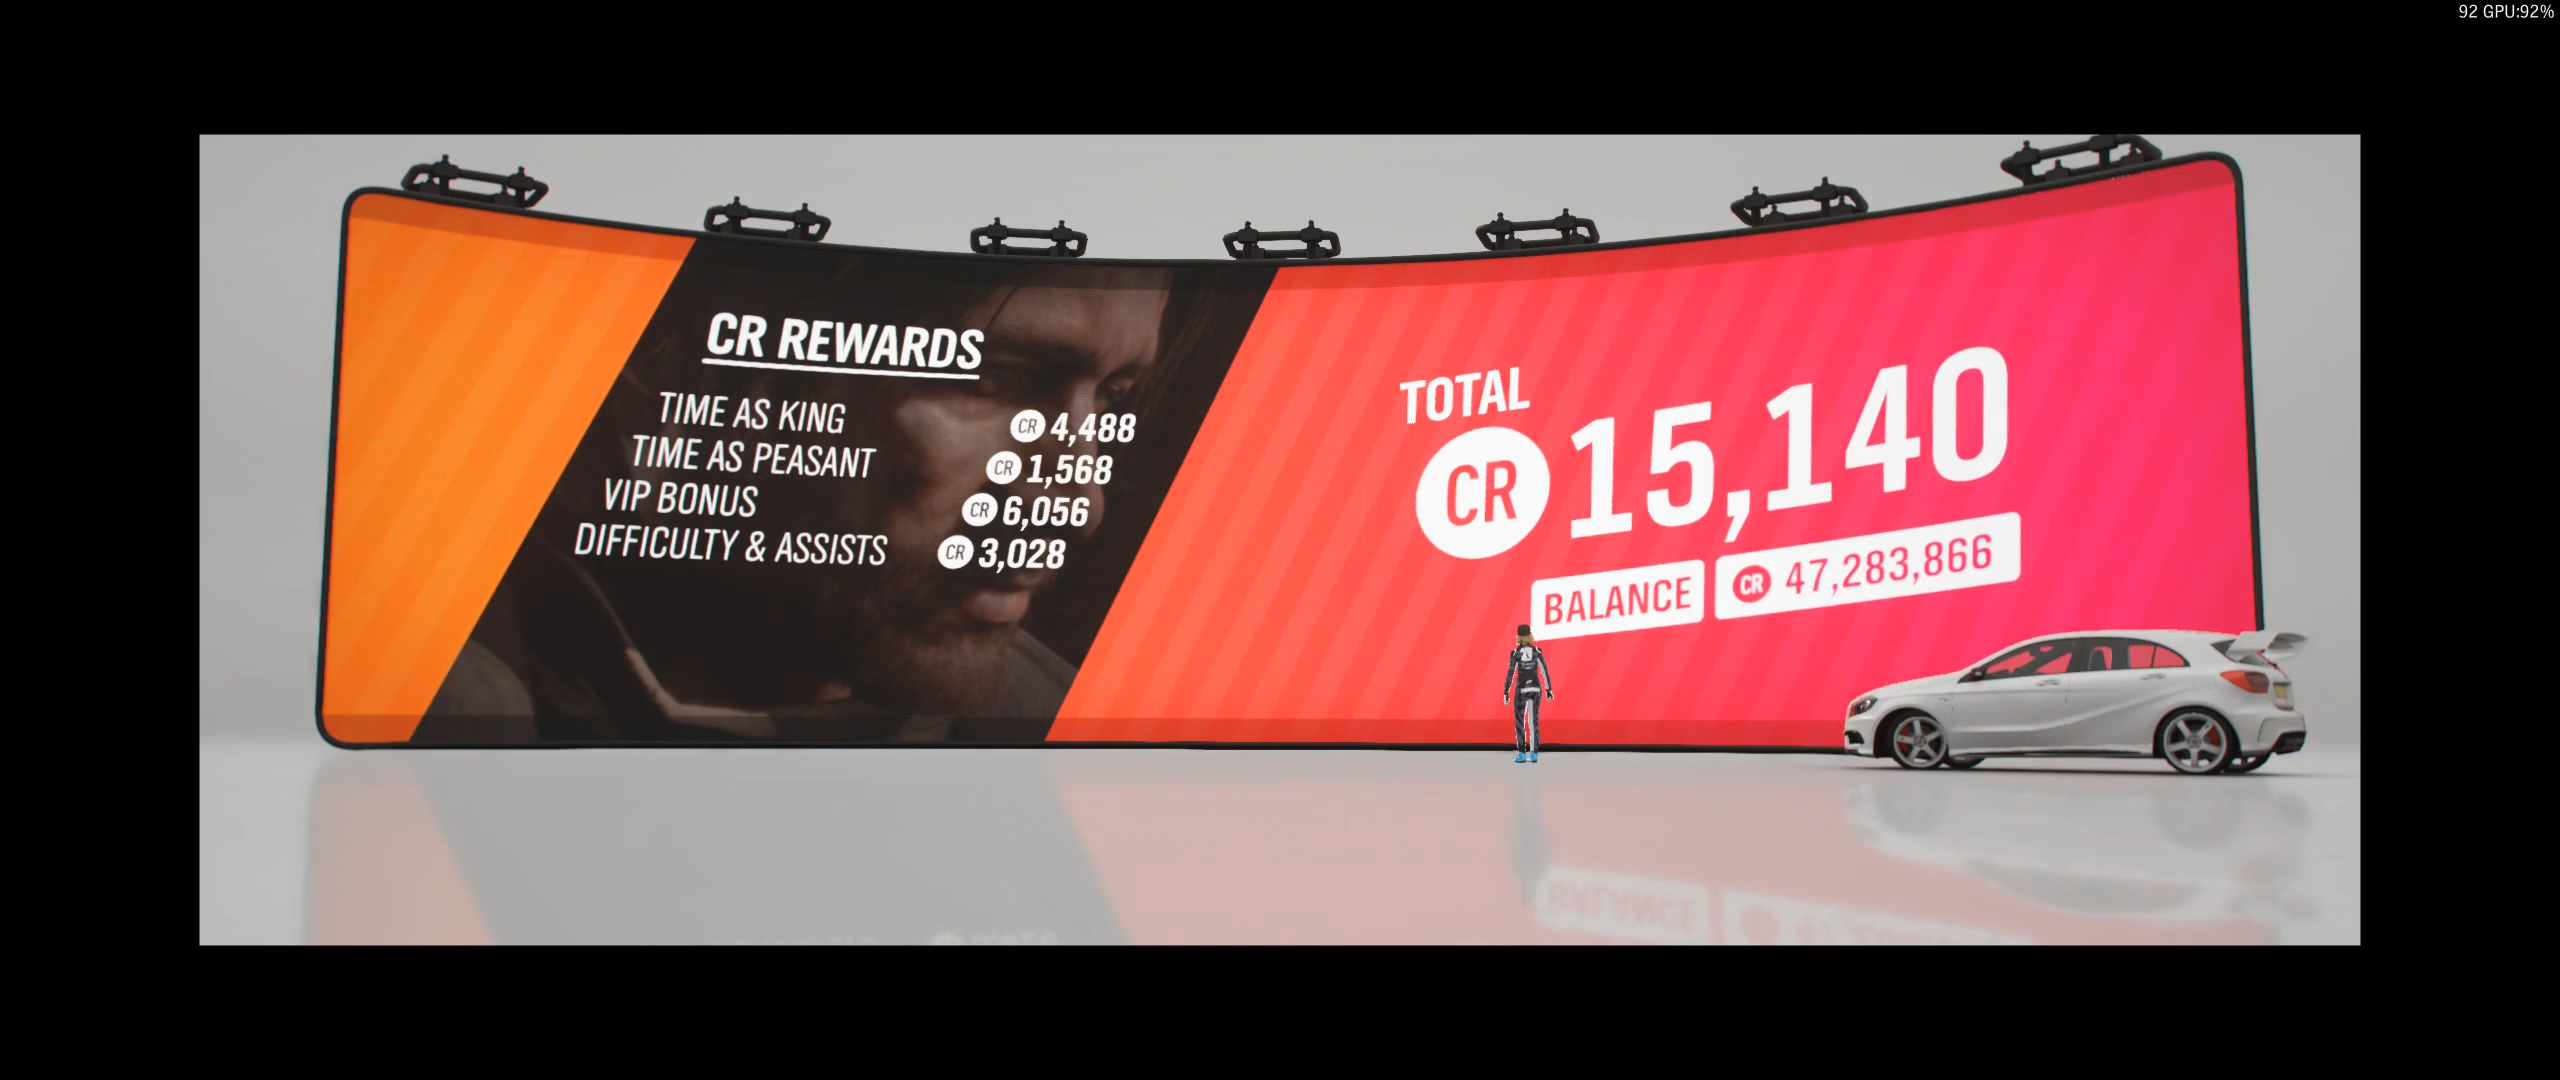 92 GPU:92%
CR REWARDS
TIME AS KING CR 4,488
TIME AS PEASANT CR 1,568
VIP BONUS CR 6,056
DIFFICULTY & ASSISTS CR 3,028
TOTAL
CR 15,140
BALANCE CR 47,283,866